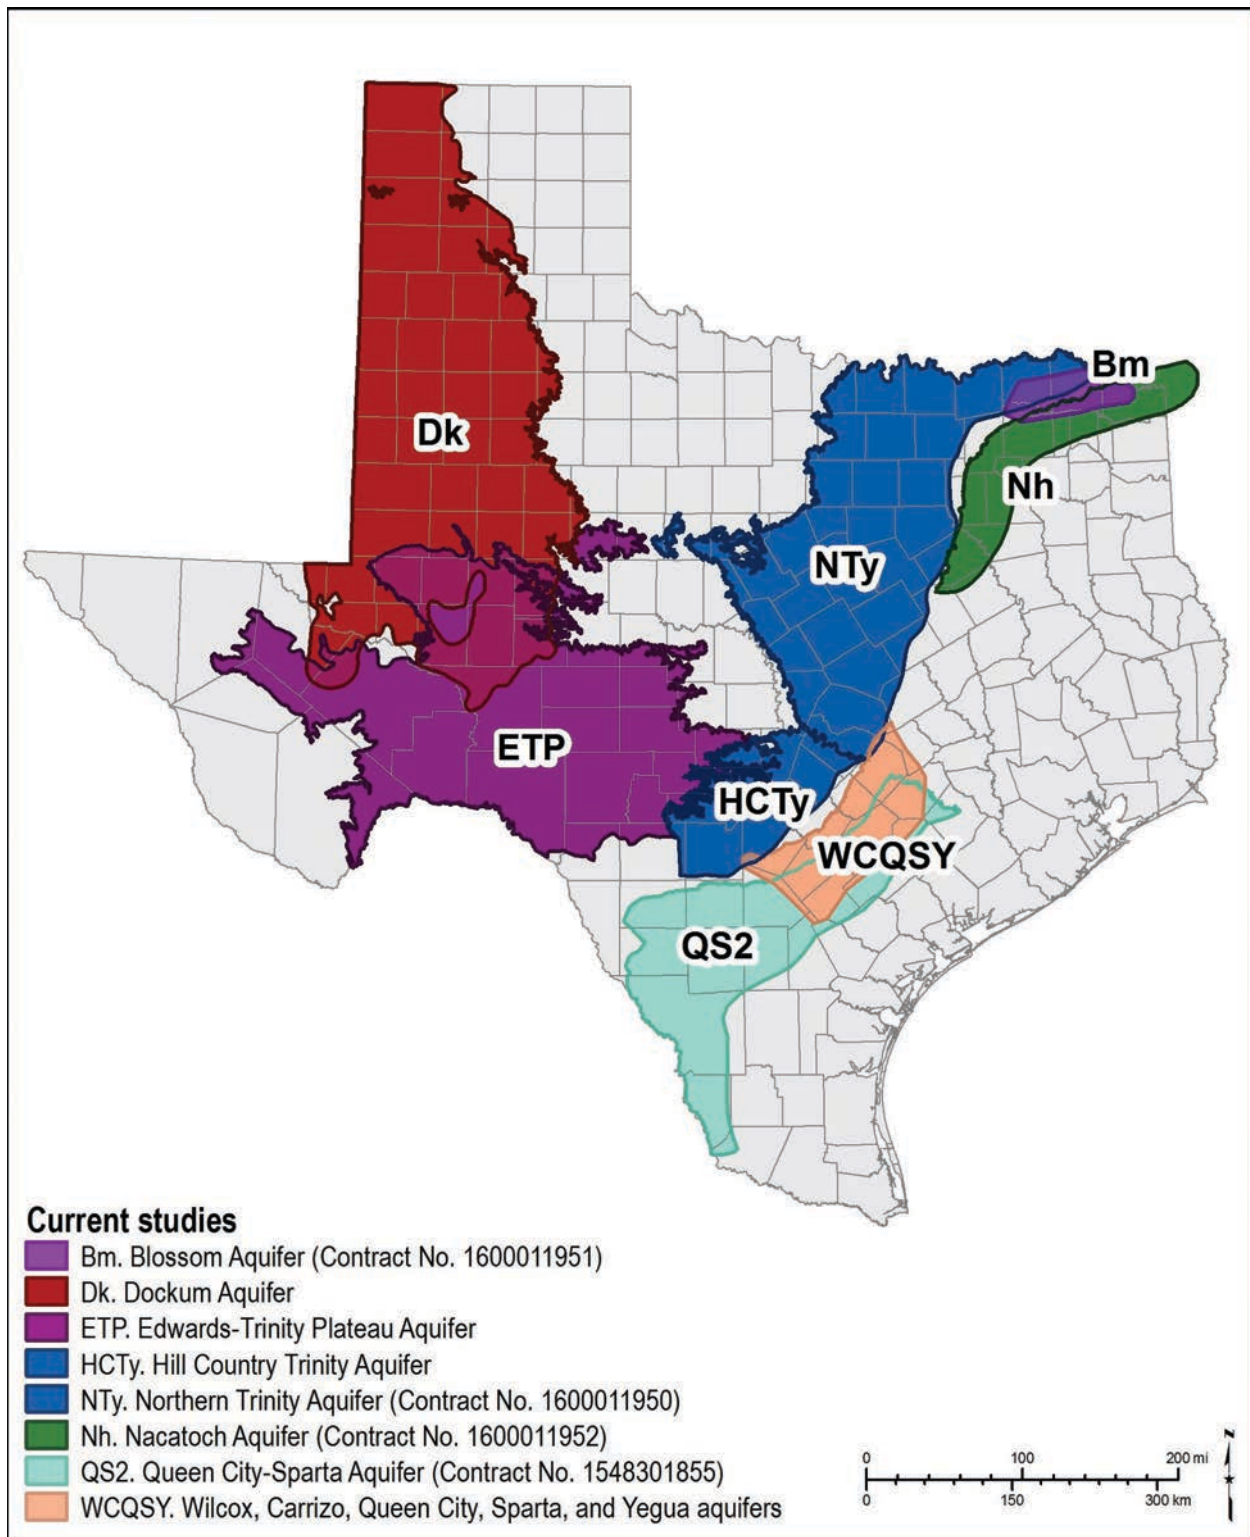 Bm
Dk
Nh
NTy
ETP
HCTy
WCQSY
QS2
Current studies
Bm. Blossom Aquifer (Contract No. 1600011951)
Dk. Dockum Aquifer
ETP. Edwards-Trinity Plateau Aquifer
HCTy. Hill Country Trinity Aquifer
NTy. Northern Trinity Aquifer (Contract No. 1600011950)
Nh. Nacatoch Aquifer (Contract No. 1600011952)
QS2. Queen City-Sparta Aquifer (Contract No. 1548301855)
WCQSY. Wilcox, Carrizo, Queen City, Sparta, and Yegua aquifers
0 100 200 mi
0 150 300 km
N